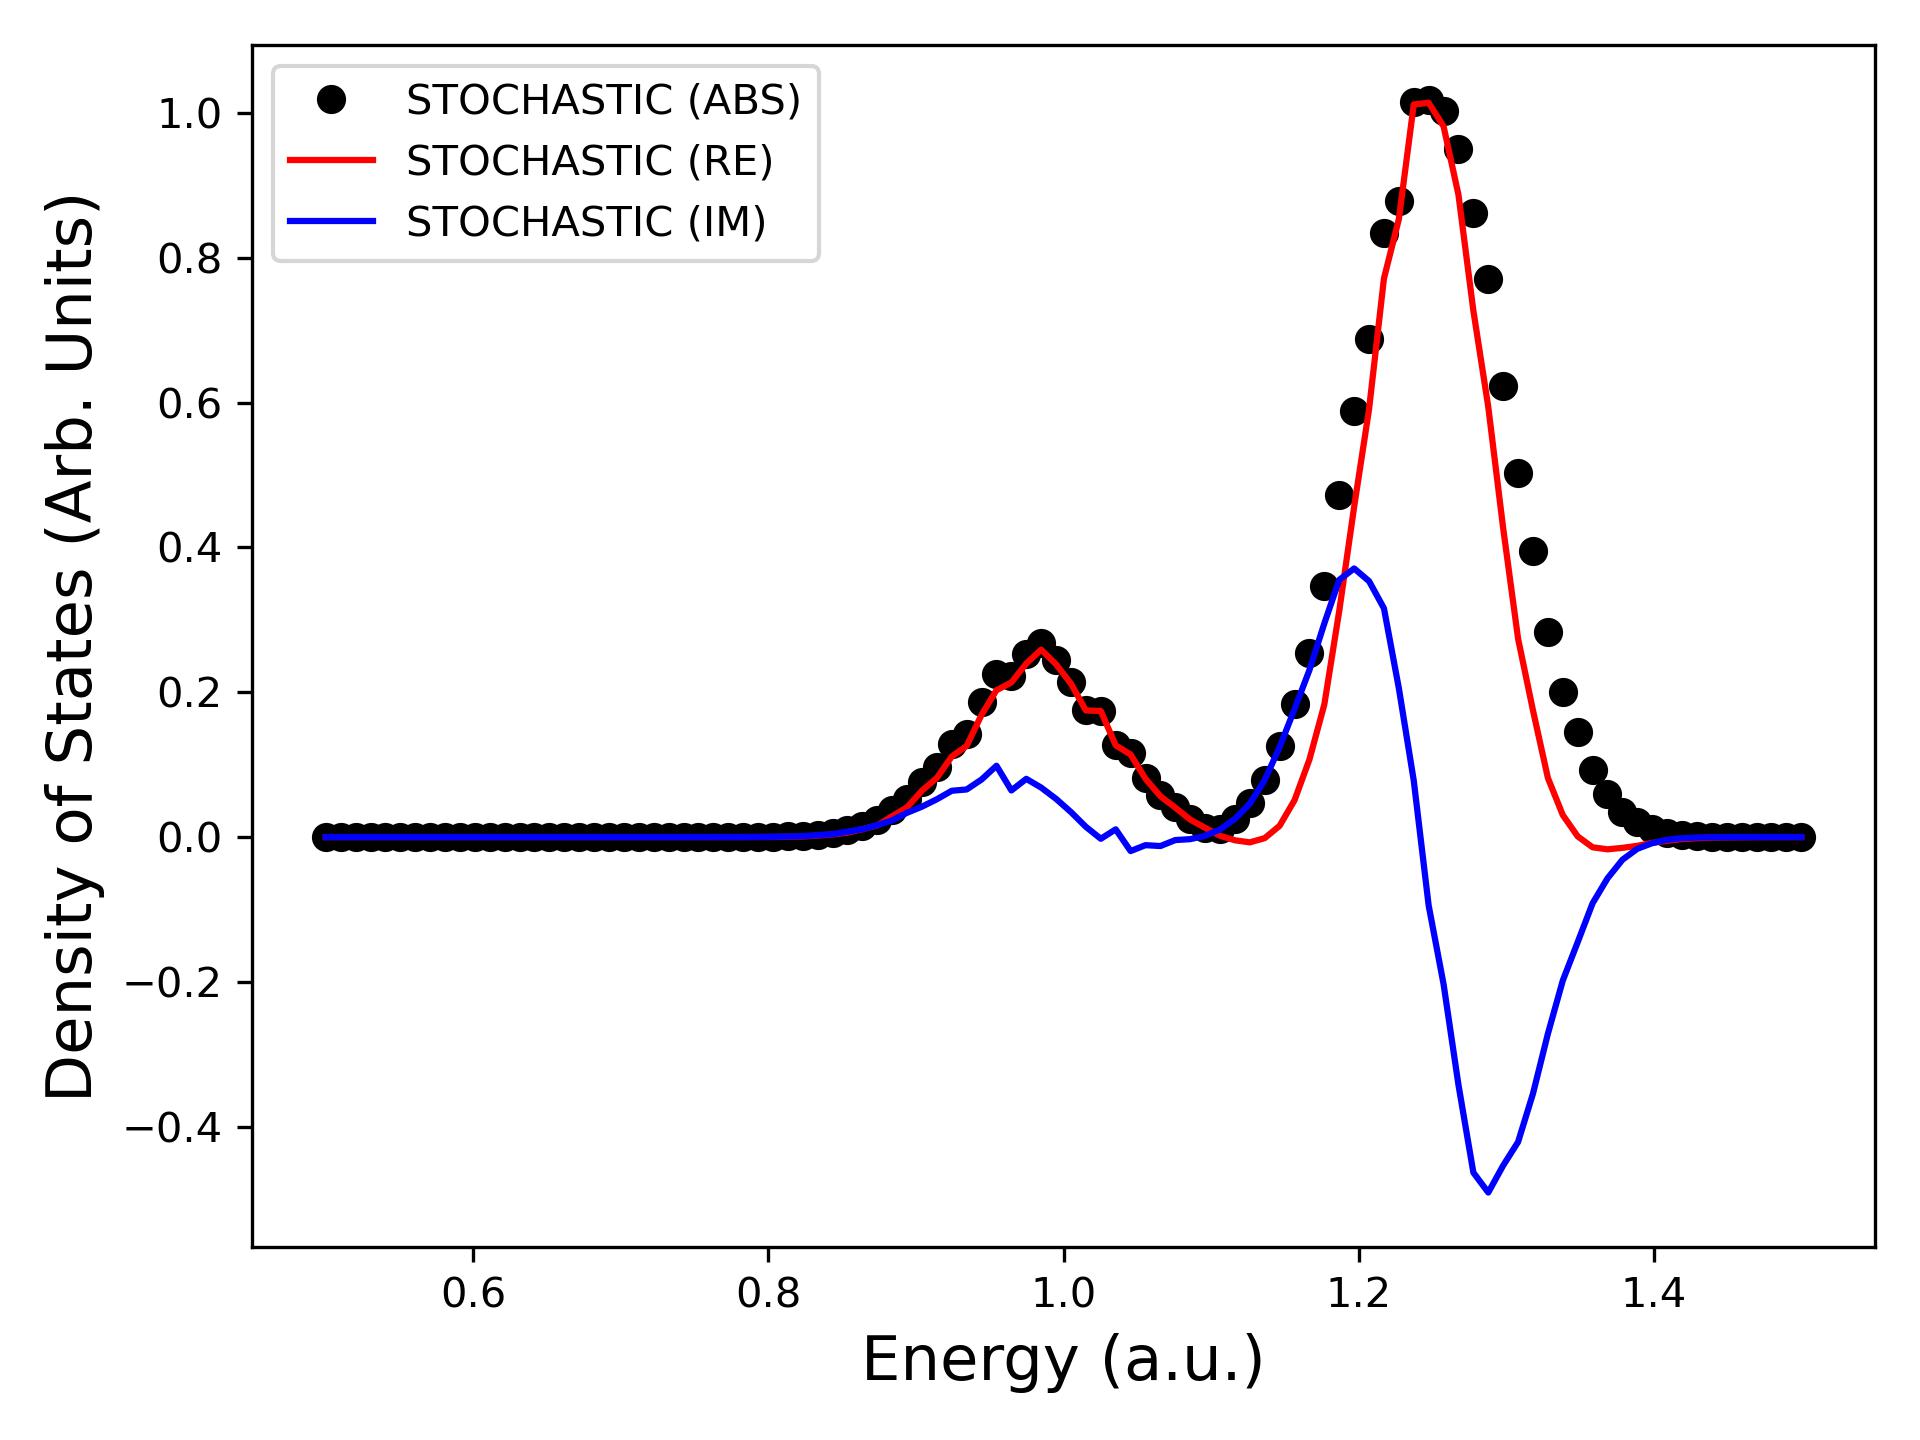 STOCHASTIC (ABS)
STOCHASTIC (RE)
STOCHASTIC (IM)
Density of States (Arb. Units)
1.0
0.8
0.6
0.4
0.2
0.0
−0.2
−0.4
0.6 0.8 1.0 1.2 1.4
Energy (a.u.)